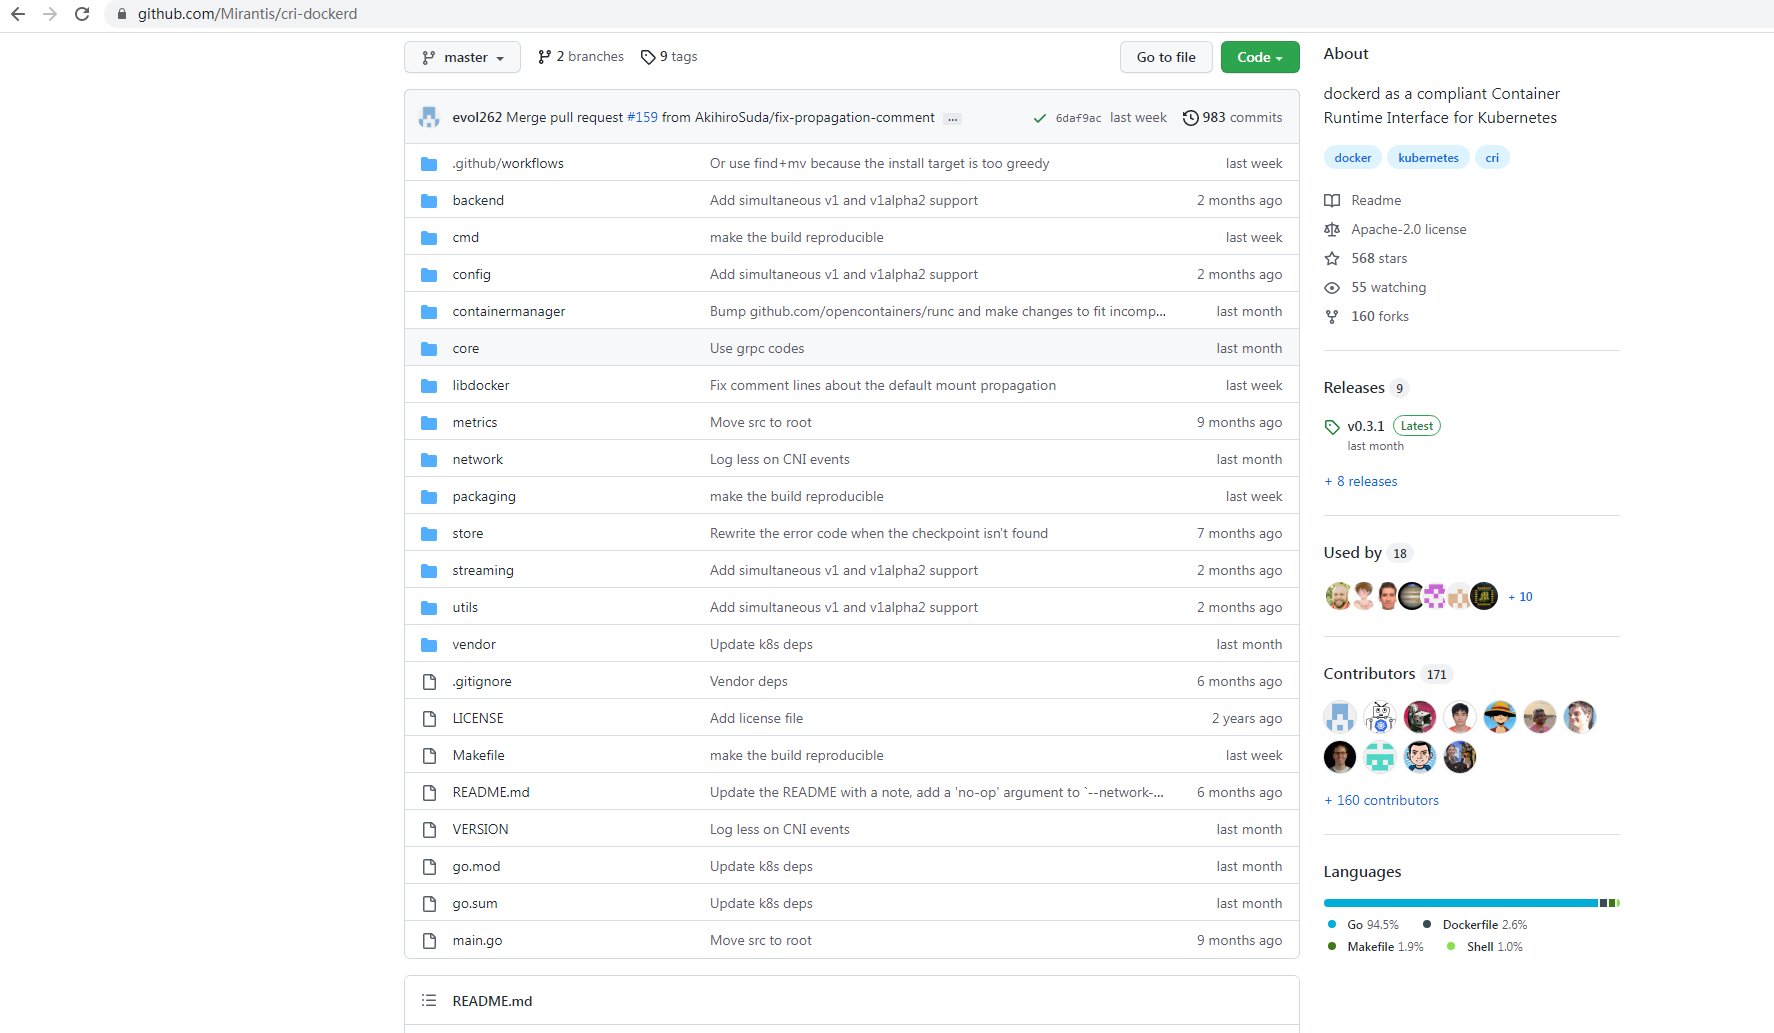 github.com/Mirantis/cri-dockerd
master
2 branches
9 tags
Go to file
Code
evol262 Merge pull request #159 from AkihiroSuda/fix-propagation-comment ...
6daf9ac last week
983 commits
.github/workflows Or use find+mv because the install target is too greedy last week
backend Add simultaneous v1 and v1alpha2 support 2 months ago
cmd make the build reproducible last week
config Add simultaneous v1 and v1alpha2 support 2 months ago
containermanager Bump github.com/opencontainers/runc and make changes to fit incomp... last month
core Use grpc codes last month
libdocker Fix comment lines about the default mount propagation last week
metrics Move src to root 9 months ago
network Log less on CNI events last month
packaging make the build reproducible last week
store Rewrite the error code when the checkpoint isn't found 7 months ago
streaming Add simultaneous v1 and v1alpha2 support 2 months ago
utils Add simultaneous v1 and v1alpha2 support 2 months ago
vendor Update k8s deps last month
.gitignore Vendor deps 6 months ago
LICENSE Add license file 2 years ago
Makefile make the build reproducible last week
README.md Update the README with a note, add a 'no-op' argument to `--network-... 6 months ago
VERSION Log less on CNI events last month
go.mod Update k8s deps last month
go.sum Update k8s deps last month
main.go Move src to root 9 months ago
README.md
About
dockerd as a compliant Container
Runtime Interface for Kubernetes
docker kubernetes cri
Readme
Apache-2.0 license
568 stars
55 watching
160 forks
Releases 9
v0.3.1 Latest
last month
+ 8 releases
Used by 18
+ 10
Contributors 171
+ 160 contributors
Languages
Go 94.5% Dockerfile 2.6%
Makefile 1.9% Shell 1.0%